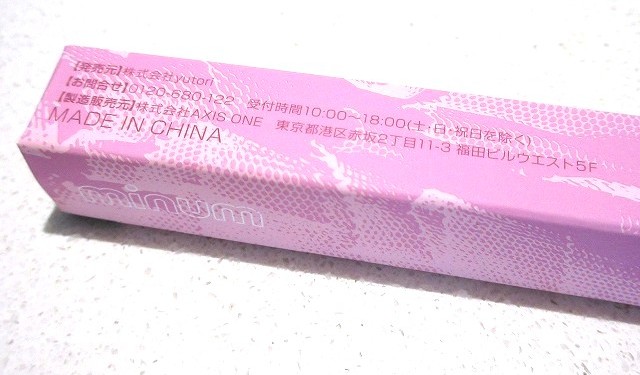 【発売元】株式会社yutori
【お問合せ】0120-680-122　受付時間10:00〜18:00(土・日・祝日を除く)
【製造販売元】株式会社AXIS ONE　東京都港区赤坂2丁目11-3 福田ビルウエスト5F
MADE IN CHINA
minum